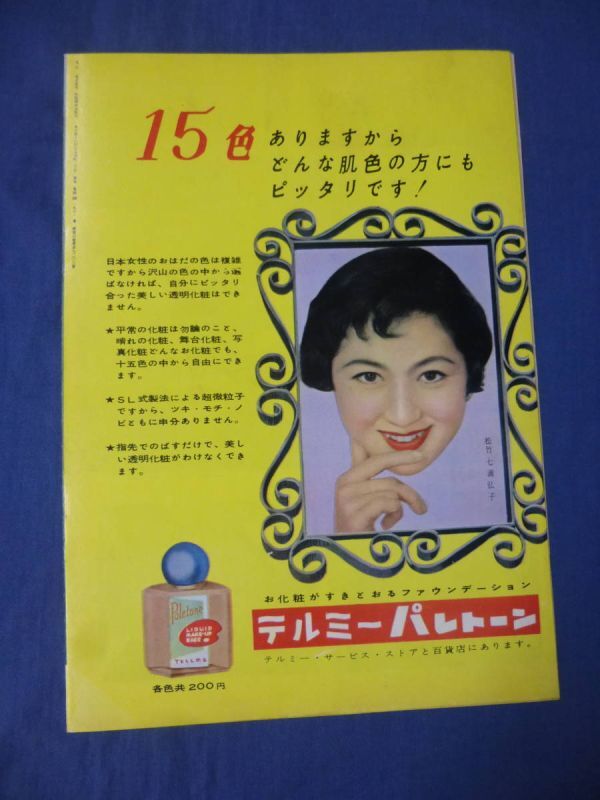 15色 ありますから
どんな肌色の方にも
ピッタリです!
日本女性のおはだの色は複雑
ですから沢山の色の中から選
ばなければ、自分にピッタリ
合った美しい透明化粧はでき
ません。
★平常の化粧は勿論のこと、
晴れの化粧、舞台化粧、写
真化粧どんなお化粧でも、
十五色の中から自由にでき
ます。
★SL式製法による超微粒子
ですから、ツキ・モチ・ノ
ビともに申分ありません。
★指先でのばすだけで、美し
い透明化粧がわけなくでき
ます。
松竹 七浦弘子
Paletone
LIQUID
MAKE-UP
BASE
TELLME
各色共200円
お化粧がすきとおるファウンデーション
テルミーパレトーン
テルミー・サービス・ストアと百貨店にあります。